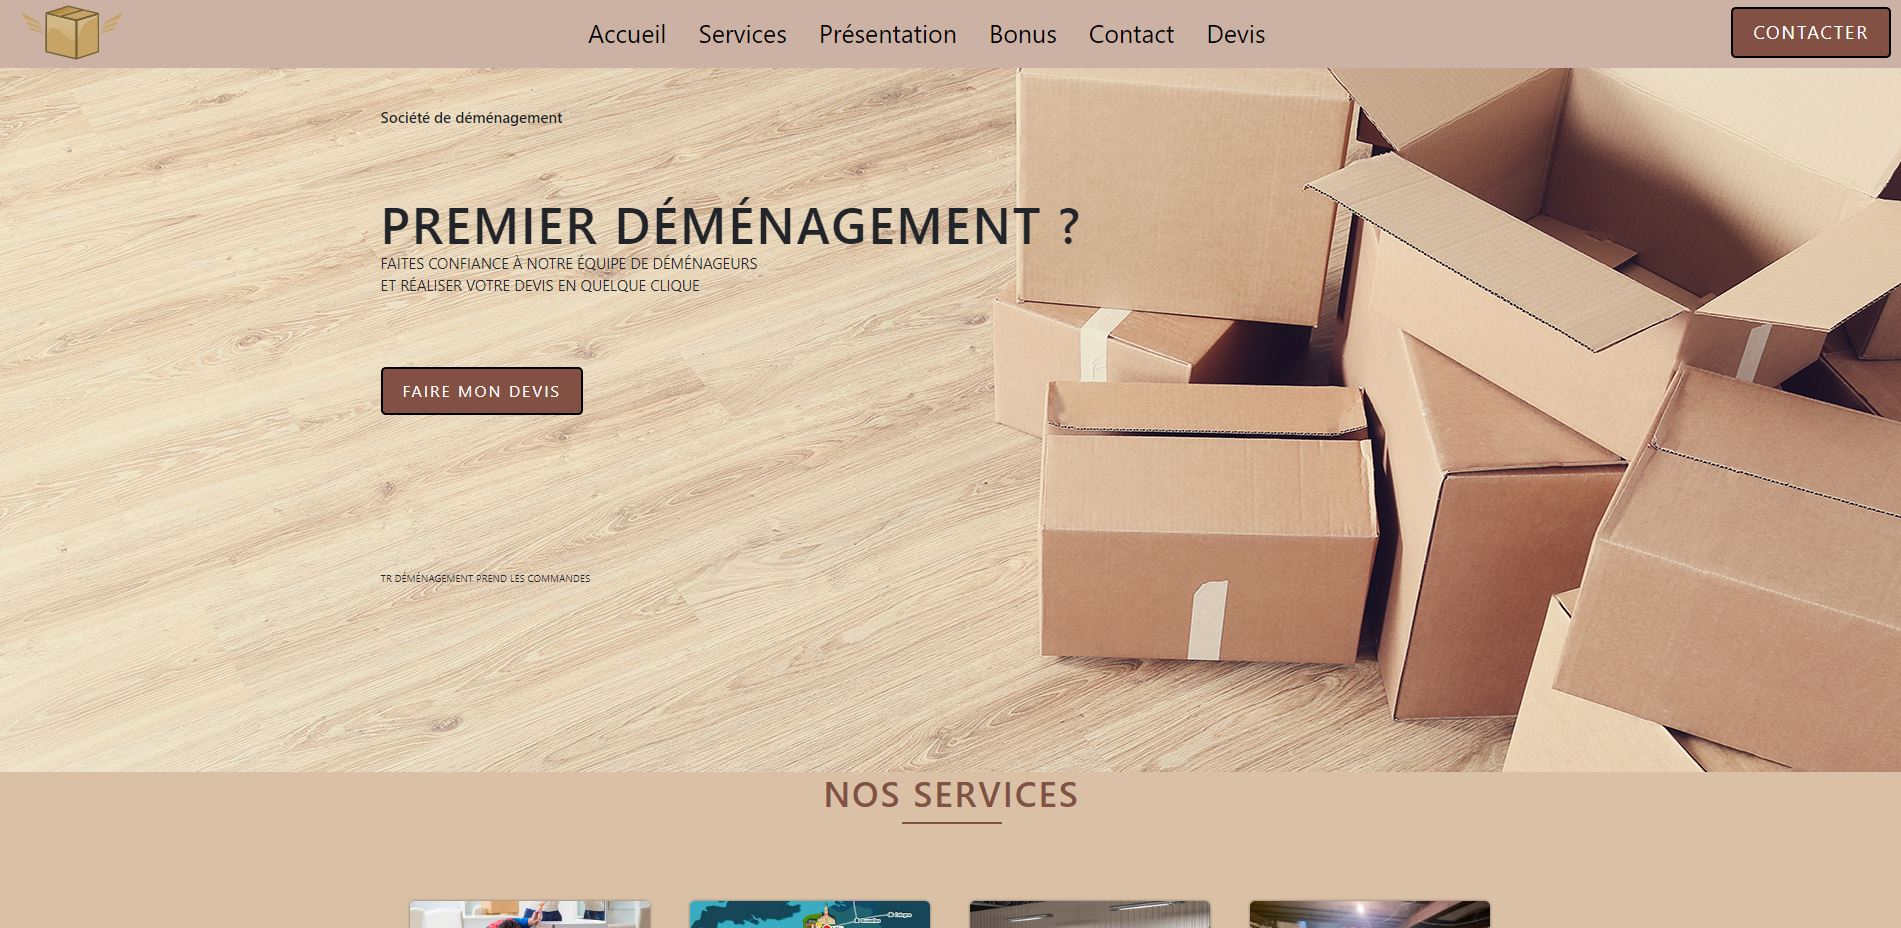 Accueil Services Présentation Bonus Contact Devis CONTACTER
Société de déménagement
PREMIER DÉMÉNAGEMENT ?
FAITES CONFIANCE À NOTRE ÉQUIPE DE DÉMÉNAGEURS
ET RÉALISER VOTRE DEVIS EN QUELQUE CLIQUE
FAIRE MON DEVIS
TR DÉMÉNAGEMENT PREND LES COMMANDES
NOS SERVICES